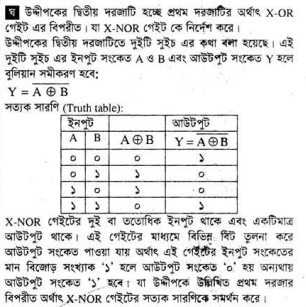 ঘ উদ্দীপকের দ্বিতীয় দরজাটি হচ্ছে প্রথম দরজাটির অর্থাৎ X-OR
গেইট এর বিপরীত। যা X-NOR গেইট কে নির্দেশ করে।
উদ্দীপকের দ্বিতীয় দরজাটিতে দুইটি সুইচ এর কথা বলা হয়েছে। এই
দুইটি সুইচ এর ইনপুট সংকেত A ও B এবং আউটপুট সংকেত Y হলে
বুলিয়ান সমীকরণ হবে:
Y = A ⊕ B
সত্যক সারণি (Truth table):
ইনপুট আউটপুট
A B A ⊕ B Y = A̅ ̅⊕̅ ̅B̅
০ ০ ০ ১
০ ১ ১ ০
১ ০ ১ ০
১ ১ ০ ১
X-NOR গেইটের দুই বা ততোধিক ইনপুট থাকে এবং একটিমাত্র
আউটপুট থাকে। এই গেইটের মাধ্যমে বিভিন্ন বিট তুলনা করে
আউটপুট সংকেত পাওয়া যায় অর্থাৎ এই গেইটের ইনপুট সংকেতের
মান বিজোড় সংখ্যক '১' হলে আউটপুট সংকেত '০' হয় অন্যথায়
আউটপুট সংকেত '১' হবে। যা উদ্দীপকে উল্লিখিত প্রথম দরজার
বিপরীত অর্থাৎ X-NOR গেইটের সত্যক সারণিকে সমর্থন করে।